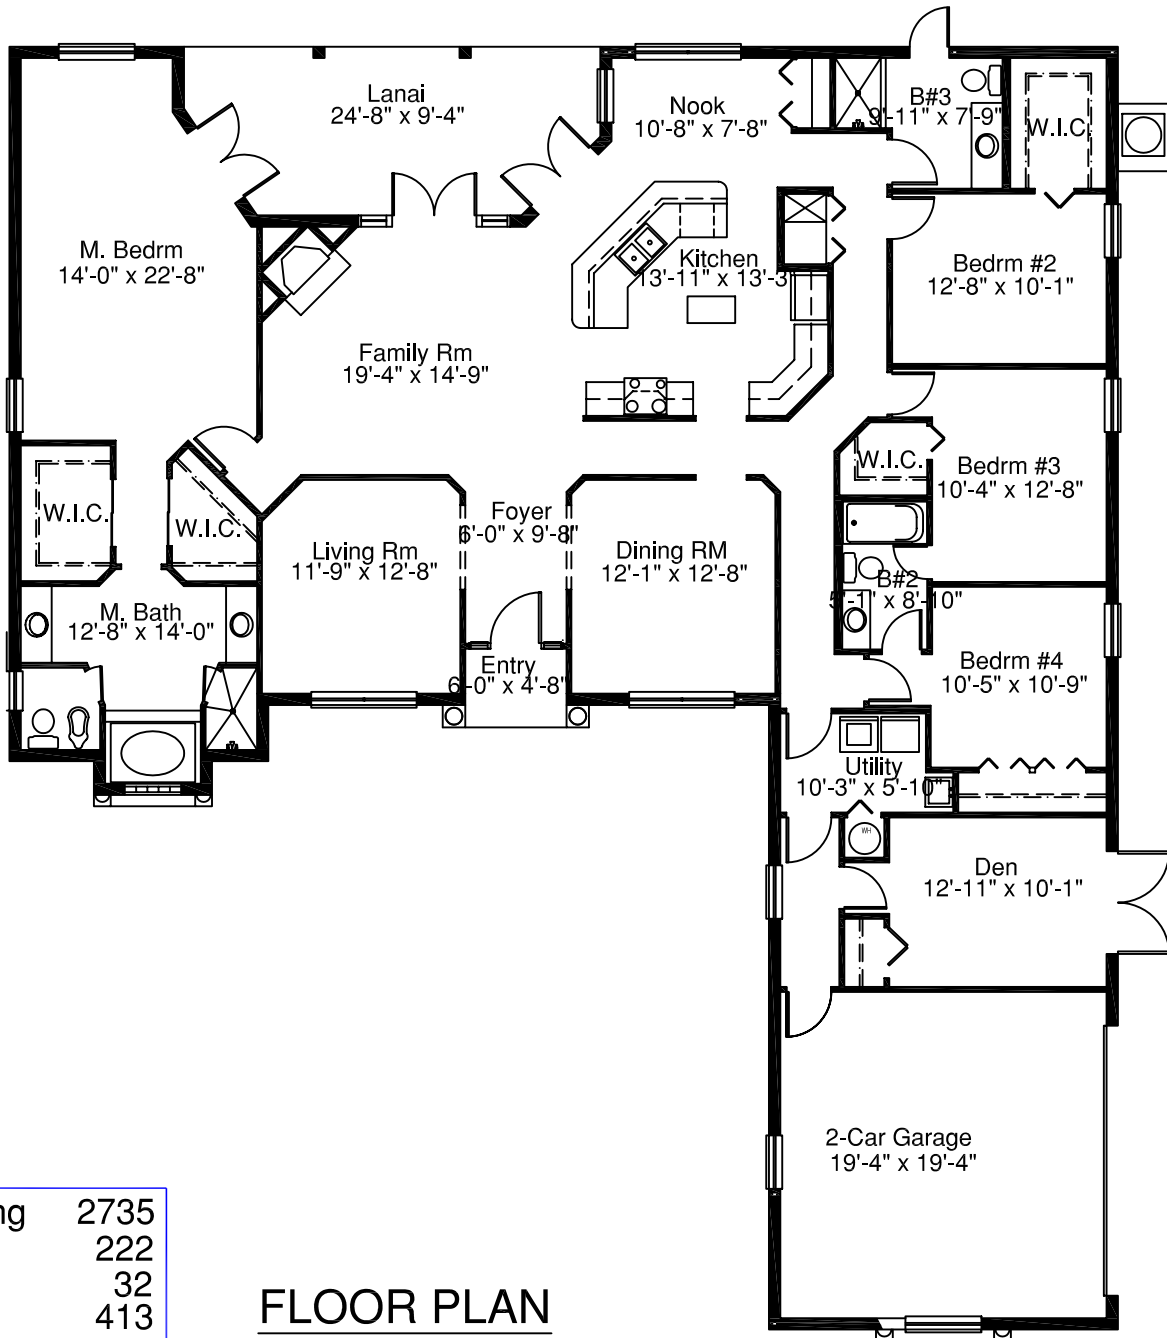 Lanai
24'-8" x 9'-4"
Nook
10'-8" x 7'-8"
B#3
9'-11" x 7'-9"
W.I.C.
M. Bedrm
14'-0" x 22'-8"
Kitchen
13'-11" x 13'-3
Bedrm #2
12'-8" x 10'-1"
Family Rm
19'-4" x 14'-9"
W.I.C.
Bedrm #3
10'-4" x 12'-8"
W.I.C.
W.I.C.
Foyer
6'-0" x 9'-8"
Living Rm
11'-9" x 12'-8"
Dining RM
12'-1" x 12'-8"
B#2
5'-1" x 8'-10"
M. Bath
12'-8" x 14'-0"
Entry
6'-0" x 4'-8"
Bedrm #4
10'-5" x 10'-9"
Utility
10'-3" x 5'-10"
WH
Den
12'-11" x 10'-1"
2-Car Garage
19'-4" x 19'-4"
ng 2735
222
32
413
FLOOR PLAN